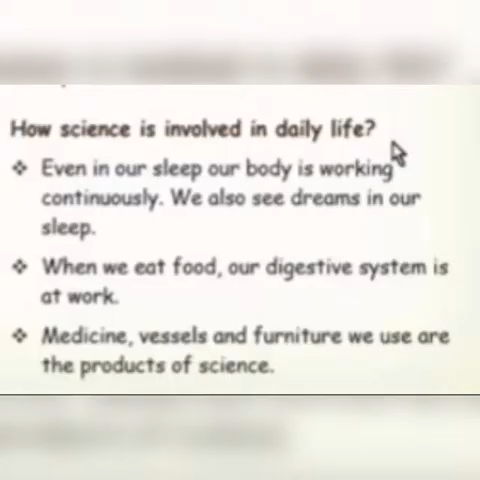 How science is involved in daily life?
❖ Even in our sleep our body is working
continuously. We also see dreams in our
sleep.
❖ When we eat food, our digestive system is
at work.
❖ Medicine, vessels and furniture we use are
the products of science.